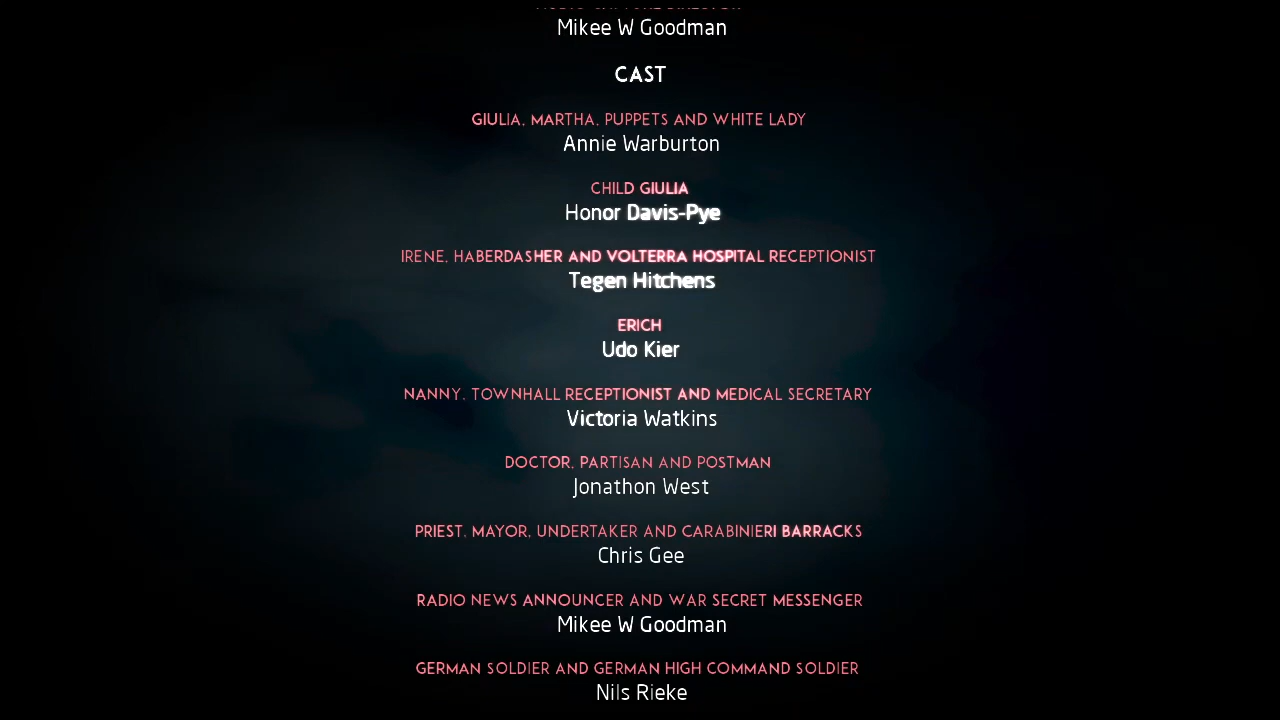 Mikee W Goodman
CAST
GIULIA, MARTHA, PUPPETS AND WHITE LADY
Annie Warburton
CHILD GIULIA
Honor Davis-Pye
IRENE, HABERDASHER AND VOLTERRA HOSPITAL RECEPTIONIST
Tegen Hitchens
ERICH
Udo Kier
NANNY, TOWNHALL RECEPTIONIST AND MEDICAL SECRETARY
Victoria Watkins
DOCTOR, PARTISAN AND POSTMAN
Jonathon West
PRIEST, MAYOR, UNDERTAKER AND CARABINIERI BARRACKS
Chris Gee
RADIO NEWS ANNOUNCER AND WAR SECRET MESSENGER
Mikee W Goodman
GERMAN SOLDIER AND GERMAN HIGH COMMAND SOLDIER
Nils Rieke